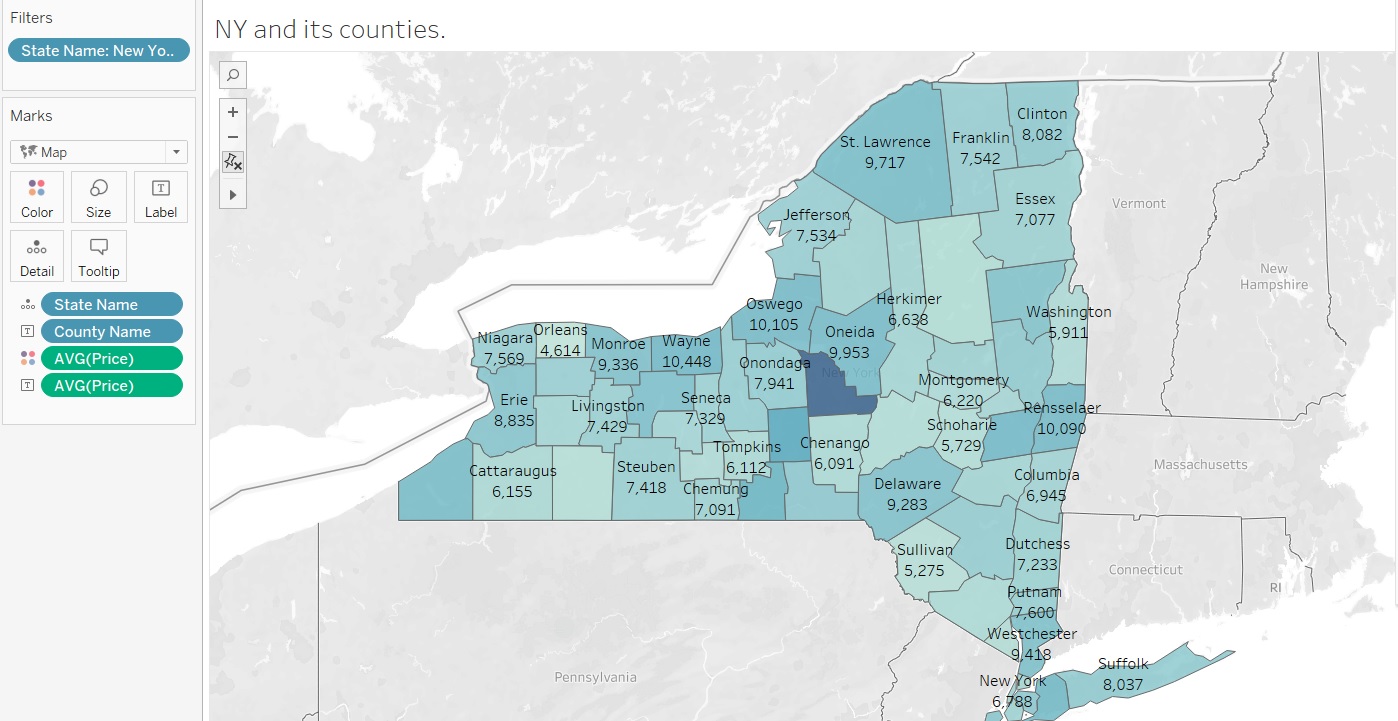 Filters
State Name: New Yo..
Marks
Map
Color
Size
Label
Detail
Tooltip
State Name
County Name
AVG(Price)
AVG(Price)
NY and its counties.
Clinton
8,082
St. Lawrence
9,717
Franklin
7,542
Essex
7,077
Vermont
Jefferson
7,534
New
Hampshire
Oswego
10,105
Herkimer
6,638
Washington
5,911
Niagara
7,569
Orleans
4,614
Monroe
9,336
Wayne
10,448
Oneida
9,953
Onondaga
7,941
New York
Montgomery
6,220
Erie
8,835
Livingston
7,429
Seneca
7,329
Rensselaer
10,090
Schoharie
5,729
Tompkins
6,112
Chenango
6,091
Cattaraugus
6,155
Steuben
7,418
Chemung
7,091
Delaware
9,283
Columbia
6,945
Massachusetts
Sullivan
5,275
Dutchess
7,233
Connecticut
RI
Putnam
7,600
Westchester
9,418
Pennsylvania
Suffolk
8,037
New York
6,788